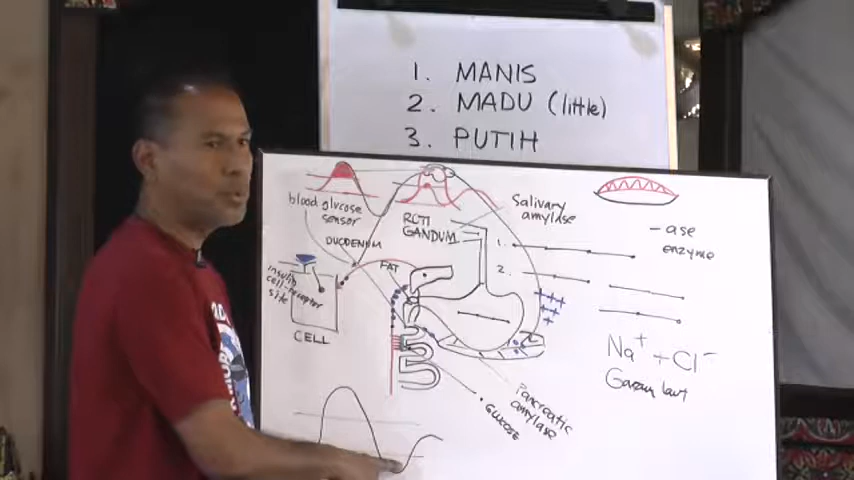 1. MANIS
2. MADU (little)
3. PUTIH
blood glucose
sensor
DUODENUM
ROTI
GANDUM
Salivary
amylase
- ase
enzyme
1.
2.
FAT
insulin
cell-receptor
site
CELL
Na+ + Cl-
Garam laut
Pancreatic
amylase
GLUCOSE